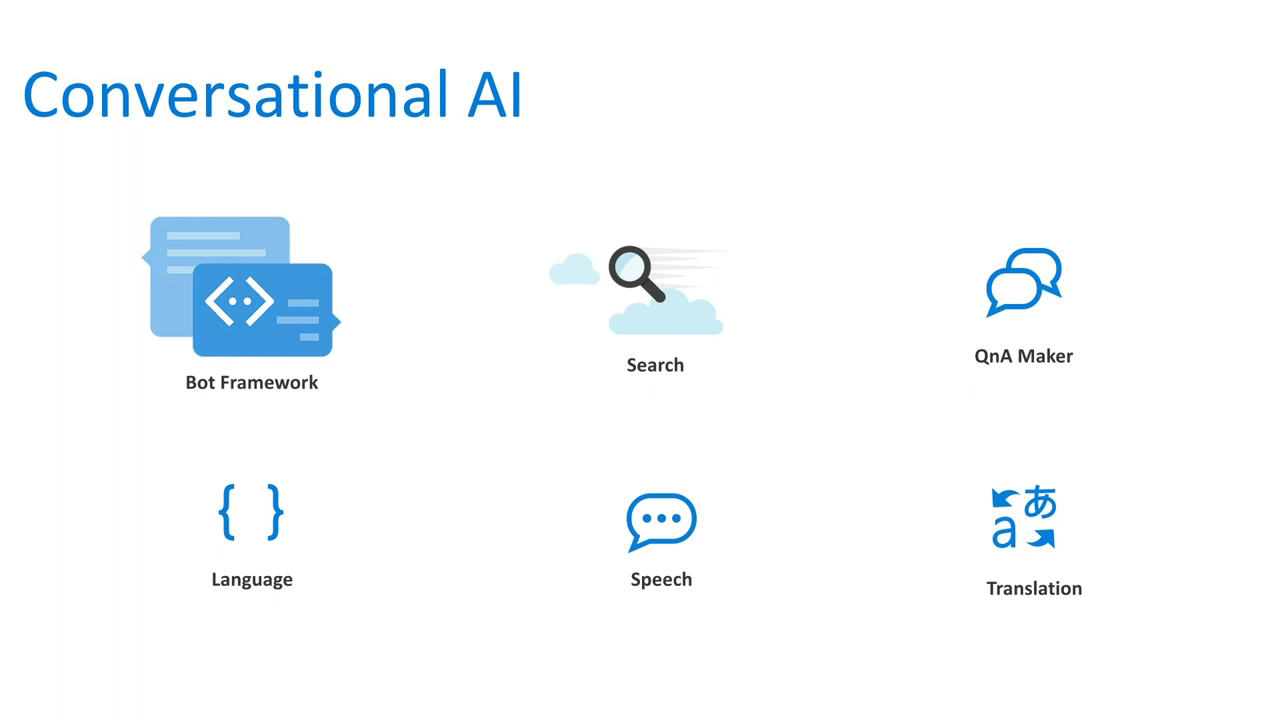 Conversational AI
Bot Framework
Search
QnA Maker
{ }
Language
Speech
あ
a
Translation